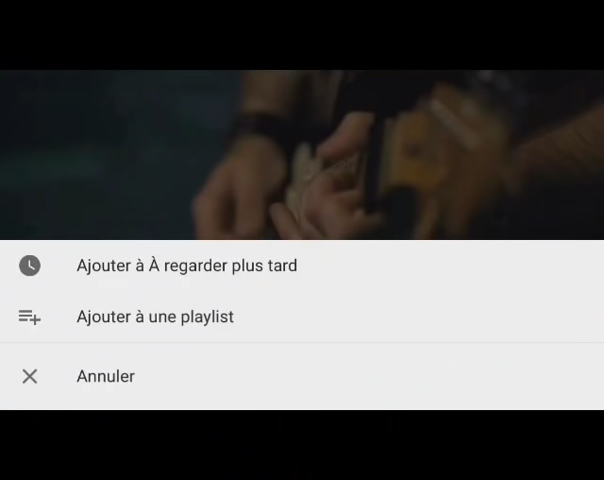 Ajouter à À regarder plus tard
Ajouter à une playlist
Annuler